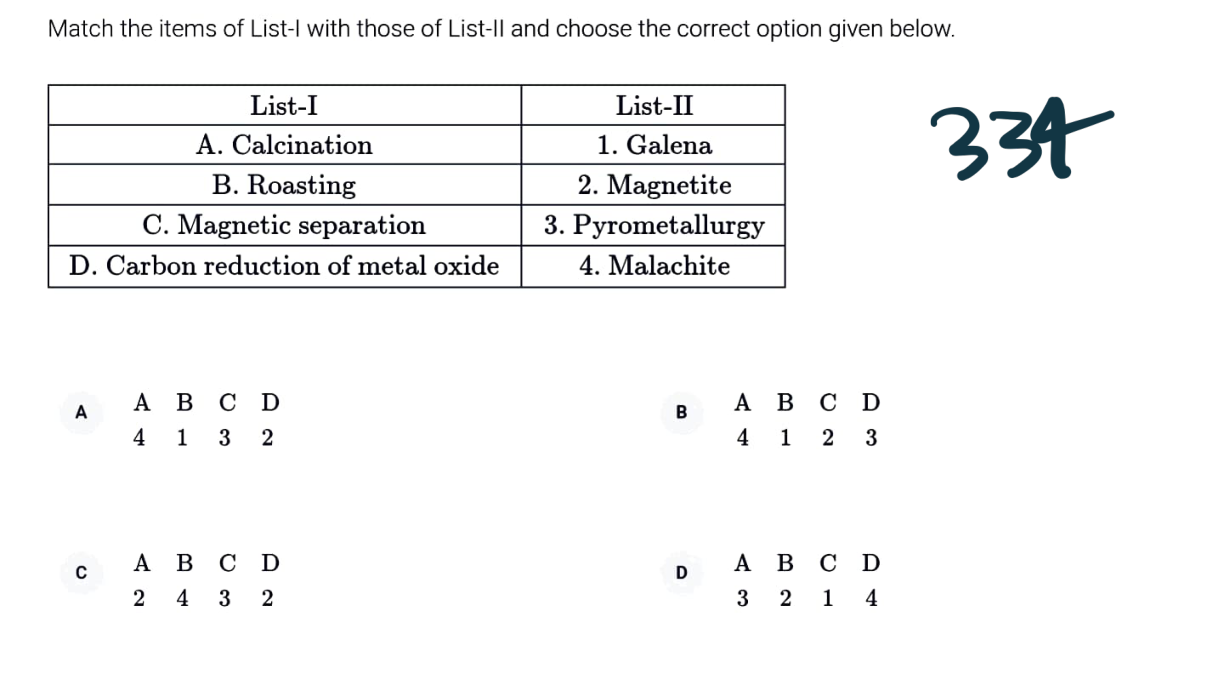 Match the items of List-I with those of List-II and choose the correct option given below.
List-I List-II
A. Calcination 1. Galena
B. Roasting 2. Magnetite
C. Magnetic separation 3. Pyrometallurgy
D. Carbon reduction of metal oxide 4. Malachite
334
A A B C D
4 1 3 2
B A B C D
4 1 2 3
C A B C D
2 4 3 2
D A B C D
3 2 1 4